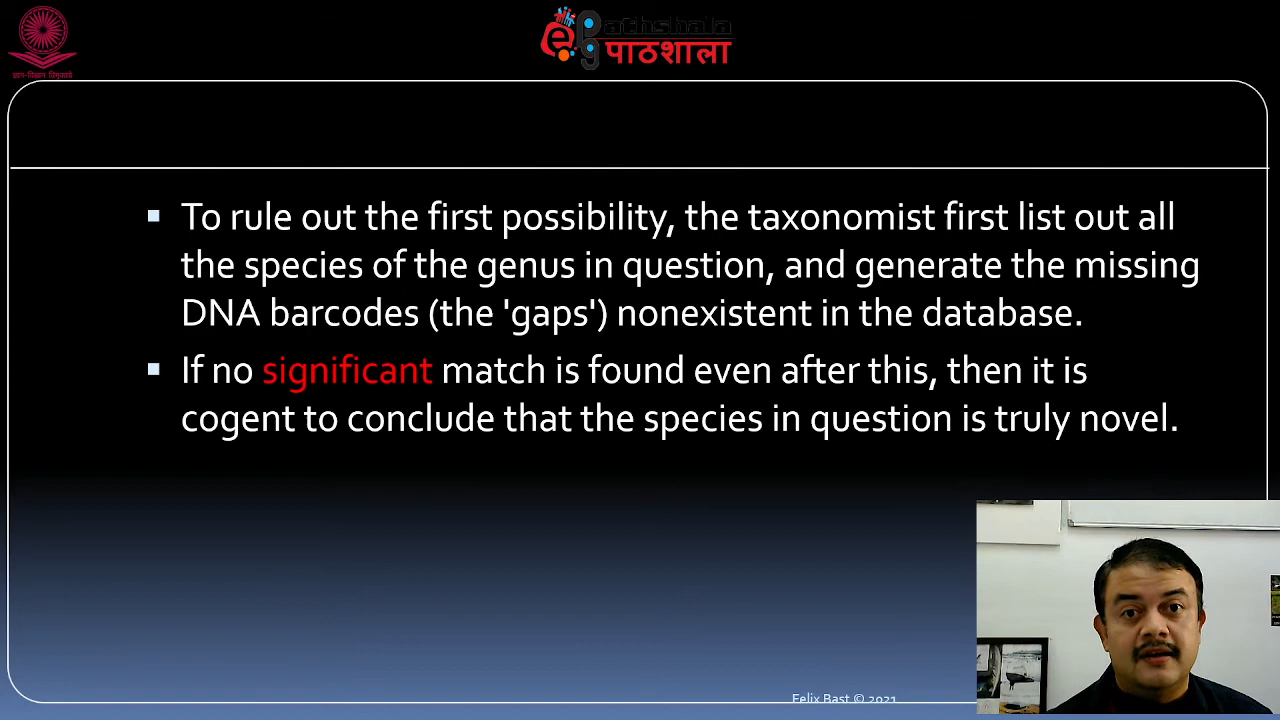 ज्ञान-विज्ञान विमुक्तये
e Pg athshala
पाठशाला
▪ To rule out the first possibility, the taxonomist first list out all
the species of the genus in question, and generate the missing
DNA barcodes (the 'gaps') nonexistent in the database.
▪ If no significant match is found even after this, then it is
cogent to conclude that the species in question is truly novel.
Felix Bast © 2021